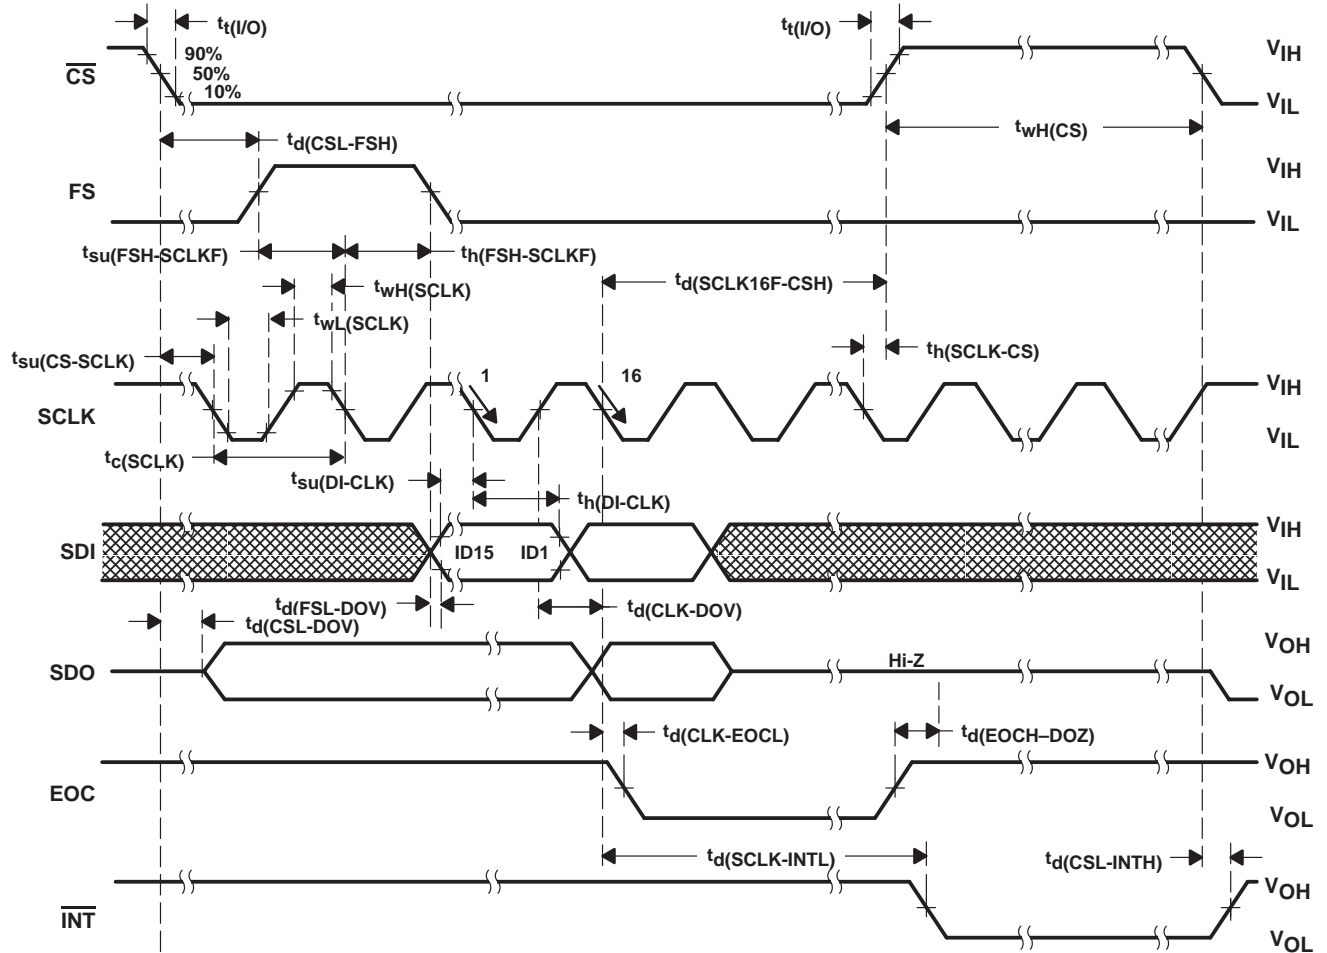 tt(I/O)
tt(I/O)
90%
50%
10%
CS
VIH
VIL
td(CSL-FSH)
twH(CS)
FS
VIH
VIL
tsu(FSH-SCLKF)
th(FSH-SCLKF)
twH(SCLK)
td(SCLK16F-CSH)
twL(SCLK)
tsu(CS-SCLK)
th(SCLK-CS)
1
16
SCLK
VIH
VIL
tc(SCLK)
tsu(DI-CLK)
th(DI-CLK)
SDI
ID15
ID1
VIH
VIL
td(FSL-DOV)
td(CLK-DOV)
td(CSL-DOV)
SDO
Hi-Z
VOH
VOL
td(CLK-EOCL)
td(EOCH–DOZ)
EOC
VOH
VOL
td(SCLK-INTL)
td(CSL-INTH)
INT
VOH
VOL